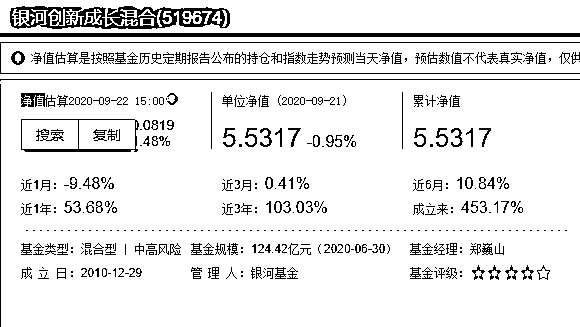 银河创新成长混合(519674)
净值估算是按照基金历史定期报告公布的持仓和指数走势预测当天净值，预估数值不代表真实净值，仅供
净值估算2020-09-22 15:00 单位净值（2020-09-21） 累计净值
搜索 复制 0.0819
.48%
5.5317 -0.95% 5.5317
近1月：-9.48% 近3月：0.41% 近6月：10.84%
近1年：53.68% 近3年：103.03% 成立来：453.17%
基金类型：混合型 | 中高风险 基金规模：124.42亿元（2020-06-30） 基金经理：郑巍山
成 立 日：2010-12-29 管 理 人：银河基金 基金评级：☆☆☆☆☆